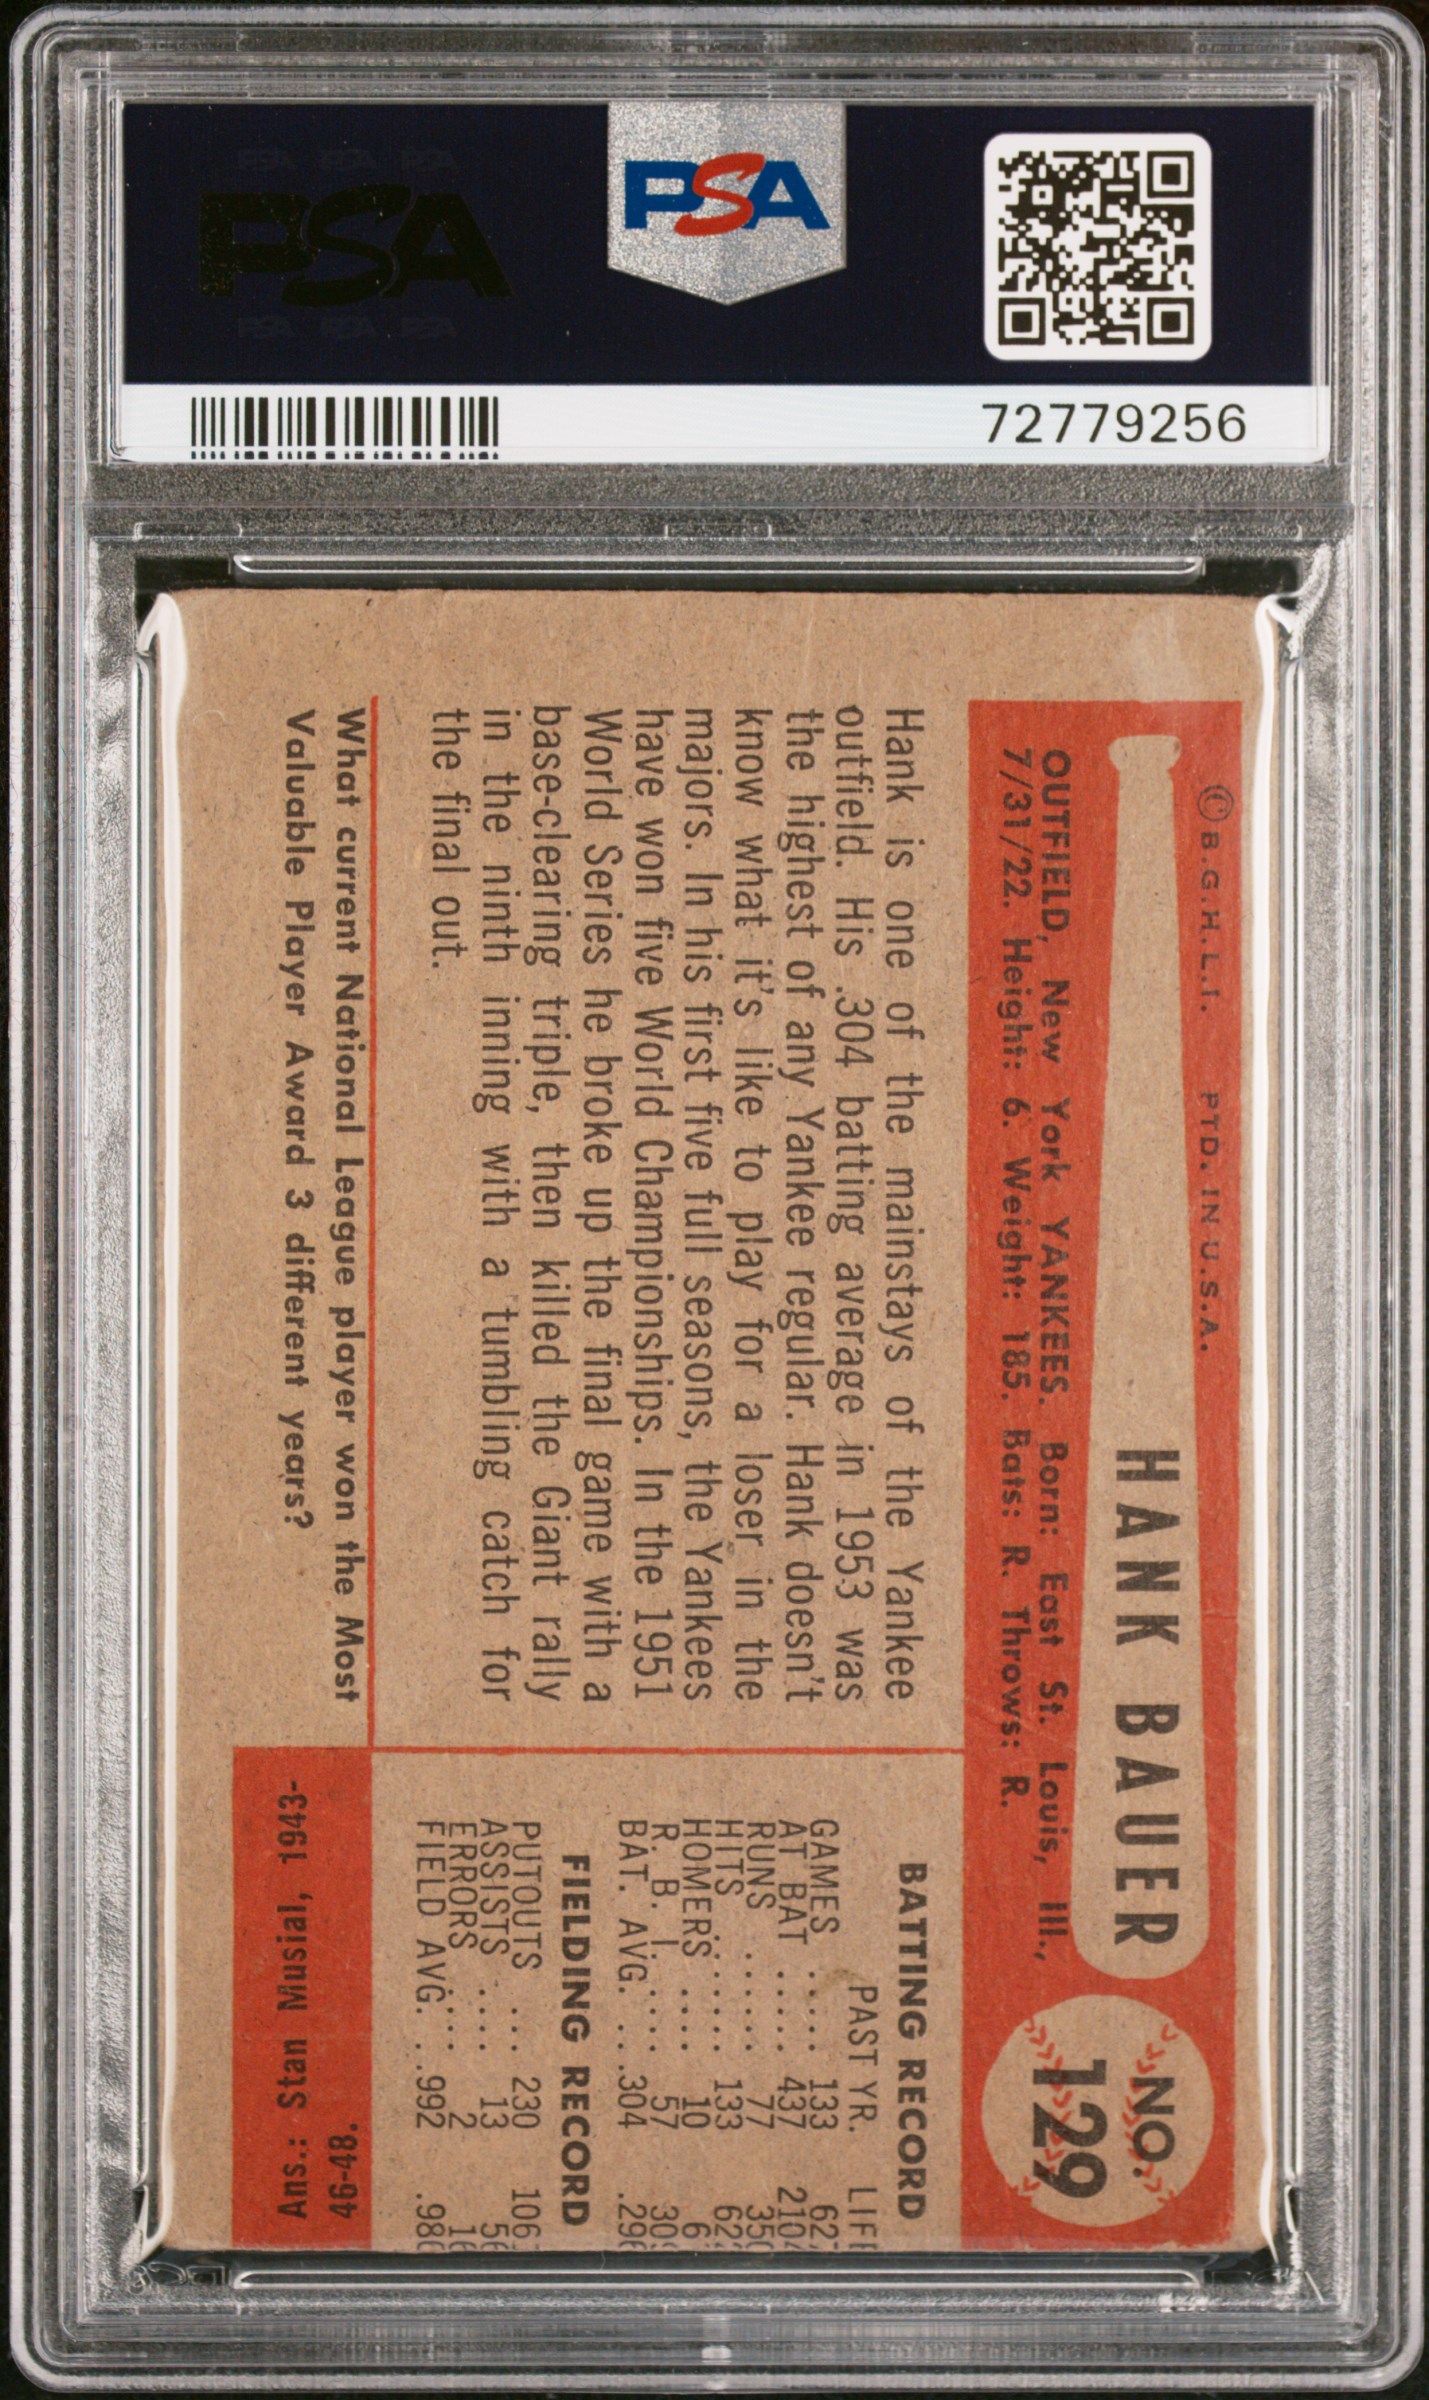 PSA
PSA
72779256
© B.G.H.L.I. PTD. IN U.S.A.
HANK BAUER
NO.
129
OUTFIELD, New York YANKEES. Born: East St. Louis, Ill.,
7/31/22. Height: 6. Weight: 185. Bats: R. Throws: R.
Hank is one of the mainstays of the Yankee
outfield. His .304 batting average in 1953 was
the highest of any Yankee regular. Hank doesn't
know what it's like to play for a loser in the
majors. In his first five full seasons, the Yankees
have won five World Championships. In the 1951
World Series he broke up the final game with a
base-clearing triple, then killed the Giant rally
in the ninth inning with a tumbling catch for
the final out.
BATTING RECORD
PAST YR.
GAMES .... 133
AT BAT ..... 437
RUNS ...... 77
HITS ...... 133
HOMERS .... 10
R. B. I. .... 57
BAT. AVG. ...304
FIELDING RECORD
PUTOUTS ... 230
ASSISTS .... 13
ERRORS .... 2
FIELD AVG. ..992
What current National League player won the Most
Valuable Player Award 3 different years?
Ans.: Stan Musial, 1943-
46-48.